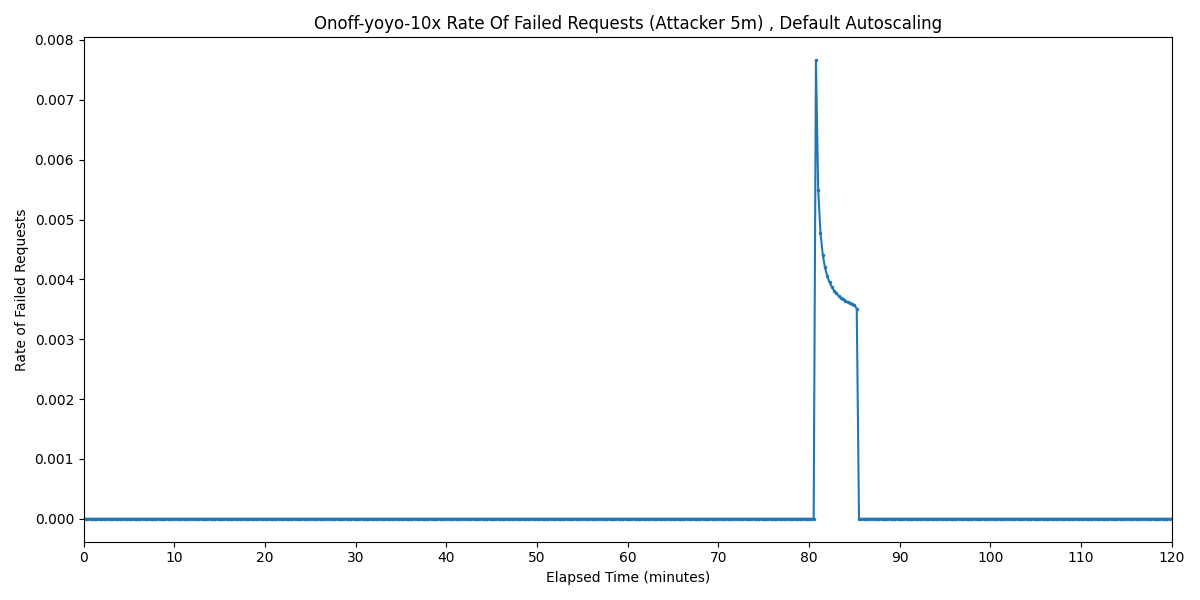 Onoff-yoyo-10x Rate Of Failed Requests (Attacker 5m) , Default Autoscaling
0.008
0.007
0.006
0.005
0.004
0.003
0.002
0.001
0.000
Rate of Failed Requests
0 10 20 30 40 50 60 70 80 90 100 110 120
Elapsed Time (minutes)